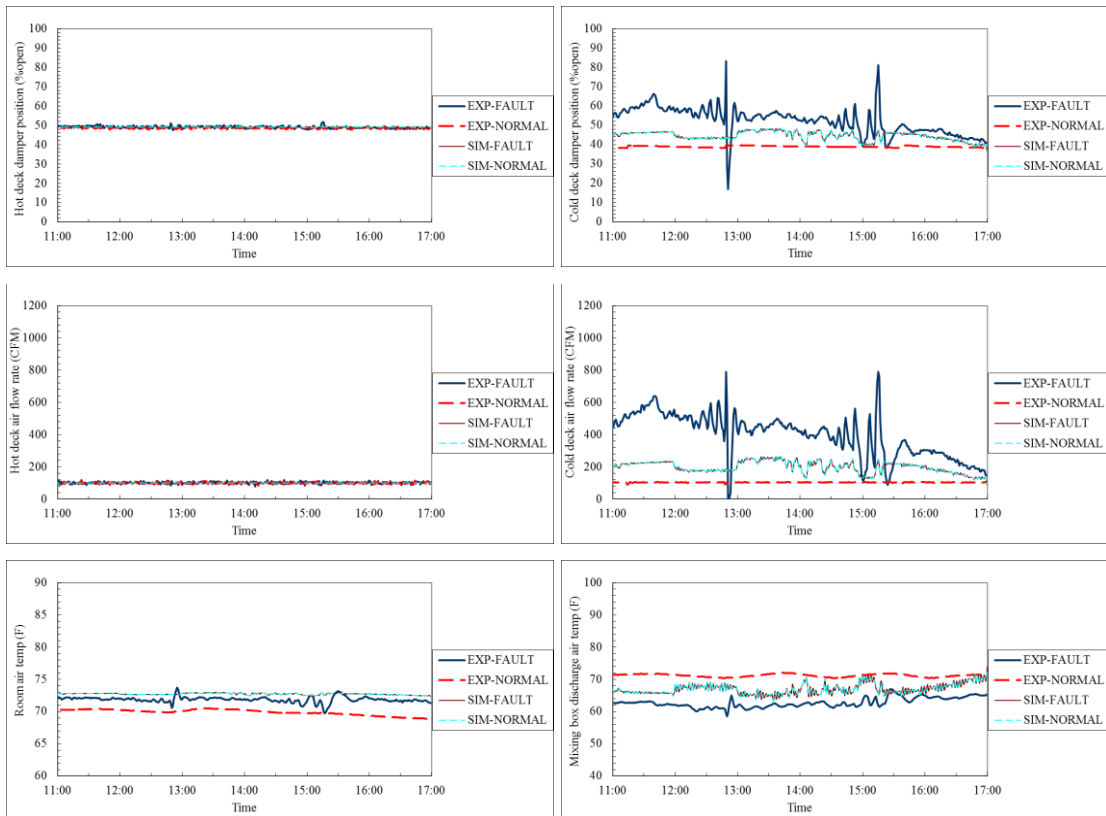 Hot deck damper position (%open)
100
90
80
70
60
50
40
30
20
10
0
11:00 12:00 13:00 14:00 15:00 16:00 17:00
Time
EXP-FAULT
EXP-NORMAL
SIM-FAULT
SIM-NORMAL
Cold deck damper position (%open)
100
90
80
70
60
50
40
30
20
10
0
11:00 12:00 13:00 14:00 15:00 16:00 17:00
Time
EXP-FAULT
EXP-NORMAL
SIM-FAULT
SIM-NORMAL
Hot deck air flow rate (CFM)
1200
1000
800
600
400
200
0
11:00 12:00 13:00 14:00 15:00 16:00 17:00
Time
EXP-FAULT
EXP-NORMAL
SIM-FAULT
SIM-NORMAL
Cold deck air flow rate (CFM)
1200
1000
800
600
400
200
0
11:00 12:00 13:00 14:00 15:00 16:00 17:00
Time
EXP-FAULT
EXP-NORMAL
SIM-FAULT
SIM-NORMAL
Room air temp (F)
90
85
80
75
70
65
60
11:00 12:00 13:00 14:00 15:00 16:00 17:00
Time
EXP-FAULT
EXP-NORMAL
SIM-FAULT
SIM-NORMAL
Mixing box discharge air temp (F)
100
90
80
70
60
50
40
11:00 12:00 13:00 14:00 15:00 16:00 17:00
Time
EXP-FAULT
EXP-NORMAL
SIM-FAULT
SIM-NORMAL